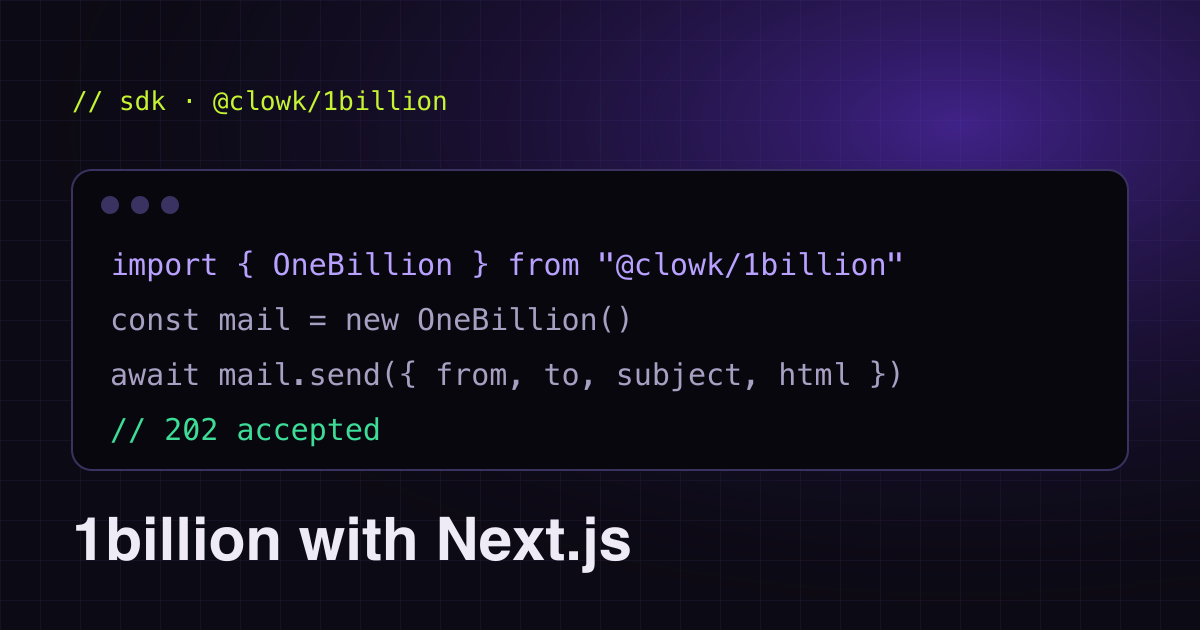 // sdk · @clowk/1billion
import { OneBillion } from "@clowk/1billion"
const mail = new OneBillion()
await mail.send({ from, to, subject, html })
// 202 accepted
1billion with Next.js